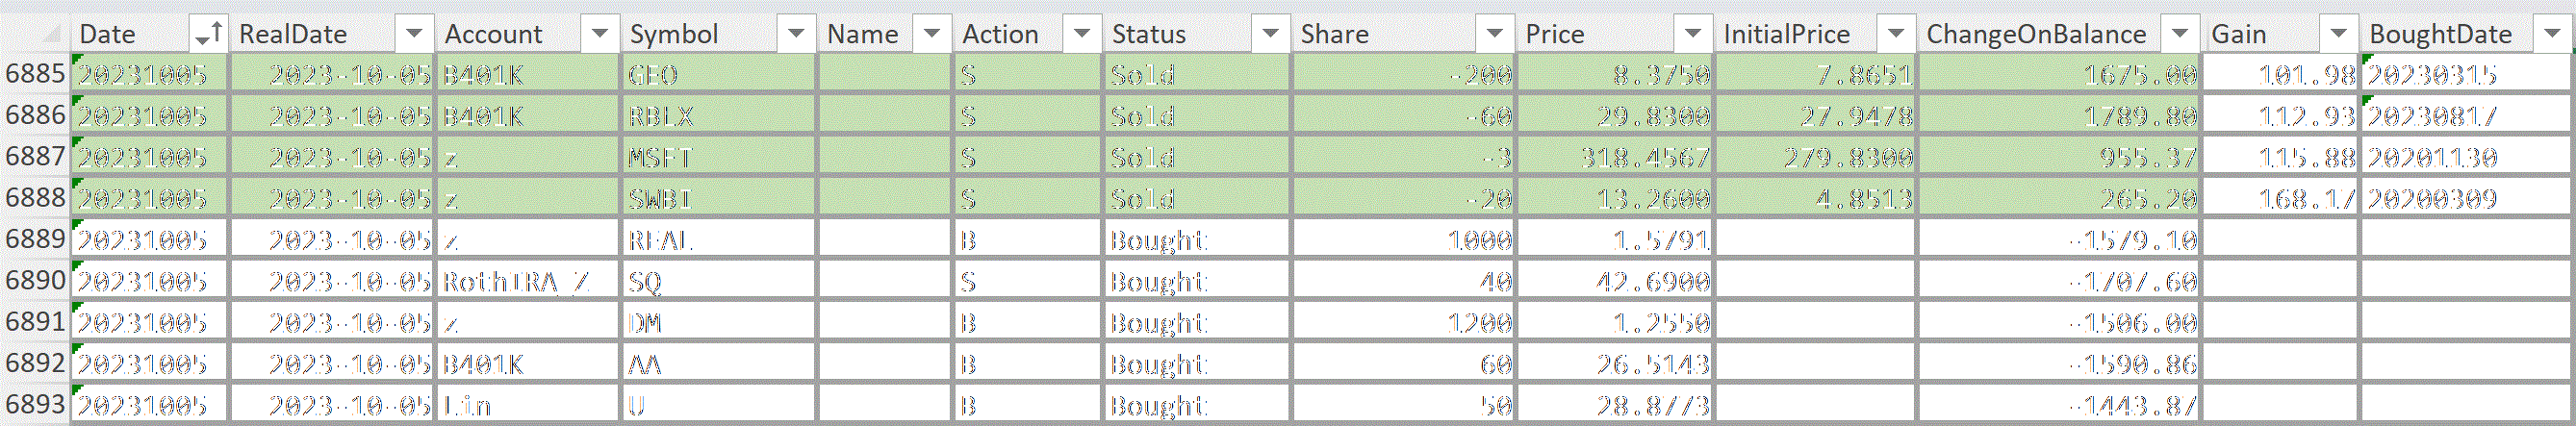 Date RealDate Account Symbol Name Action Status Share Price InitialPrice ChangeOnBalance Gain BoughtDate
6885 20231005 2023-10-05 B401K GEO S Sold -200 8.3750 7.8651 1675.00 101.98 20230315
6886 20231005 2023-10-05 B401K RBLX S Sold -60 29.8300 27.9478 1789.80 112.93 20230817
6887 20231005 2023-10-05 z MSFT S Sold -3 318.4567 279.8300 955.37 115.88 20201130
6888 20231005 2023-10-05 z SWBI S Sold -20 13.2600 4.8513 265.20 168.17 20200309
6889 20231005 2023-10-05 z REAL B Bought 1000 1.5791 -1579.10
6890 20231005 2023-10-05 RothIRA_Z SQ S Bought 40 42.6900 -1707.60
6891 20231005 2023-10-05 z DM B Bought 1200 1.2550 -1506.00
6892 20231005 2023-10-05 B401K AA B Bought 60 26.5143 -1590.86
6893 20231005 2023-10-05 Lin U B Bought 50 28.8773 -1443.87